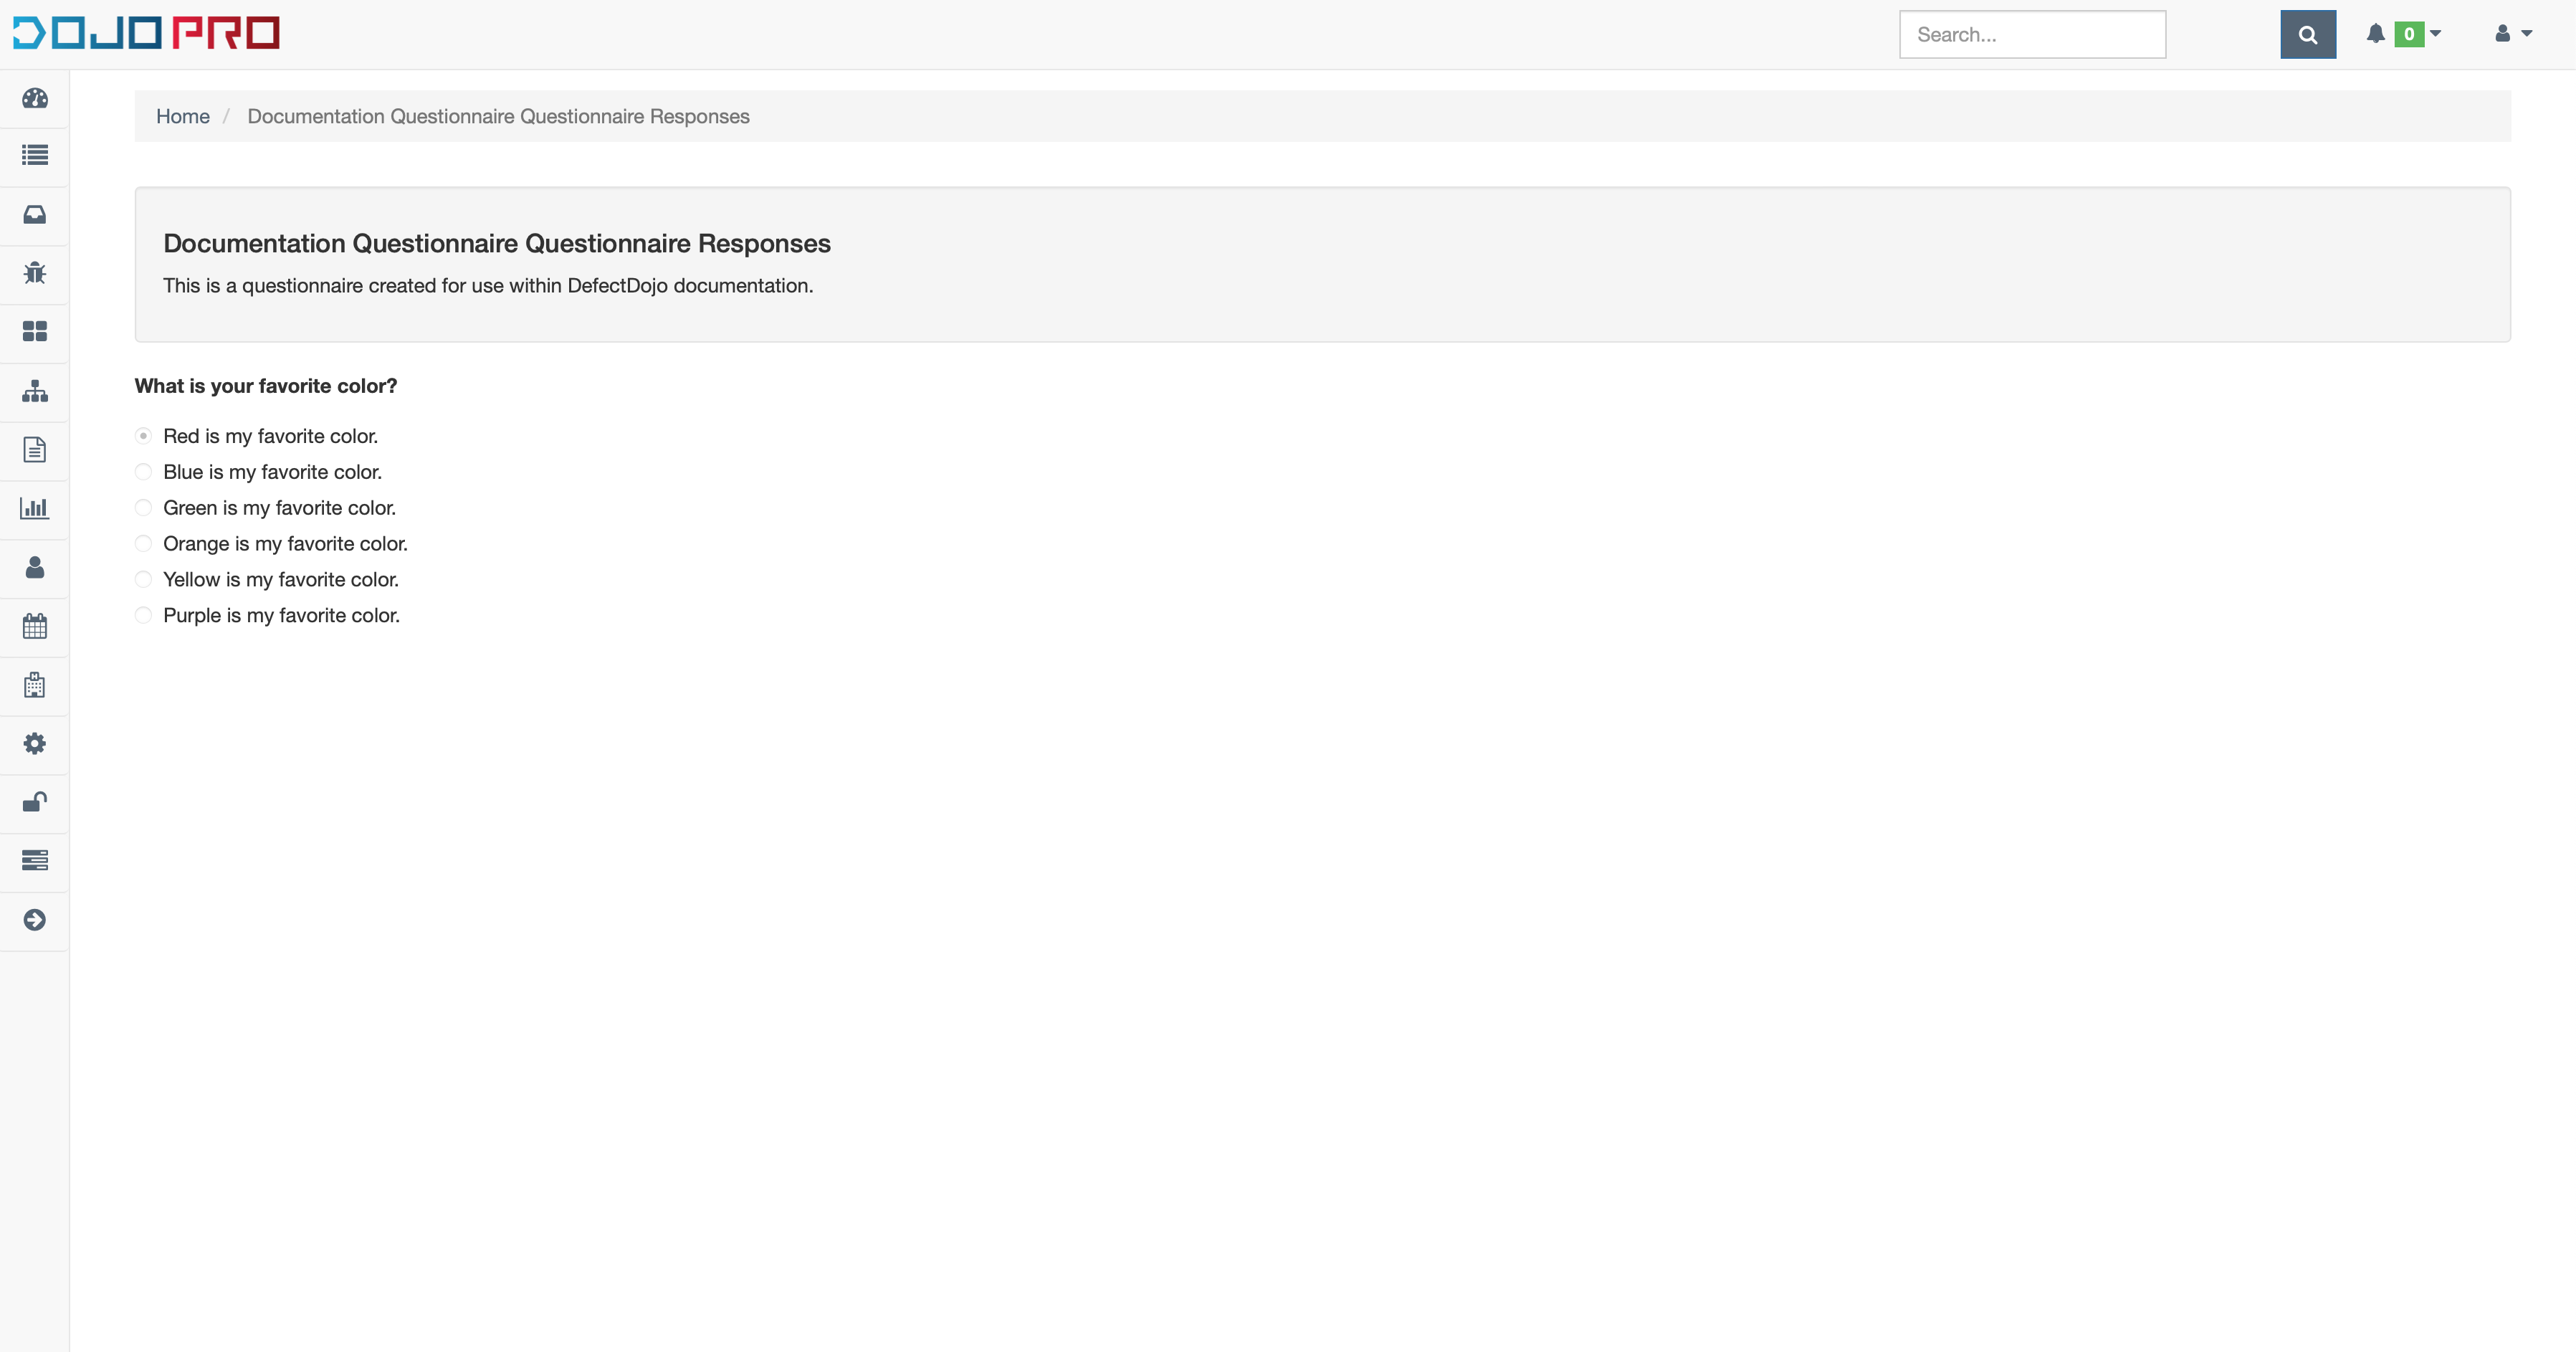 DOJO PRO
Search...
0
Home / Documentation Questionnaire Questionnaire Responses
Documentation Questionnaire Questionnaire Responses
This is a questionnaire created for use within DefectDojo documentation.
What is your favorite color?
Red is my favorite color.
Blue is my favorite color.
Green is my favorite color.
Orange is my favorite color.
Yellow is my favorite color.
Purple is my favorite color.